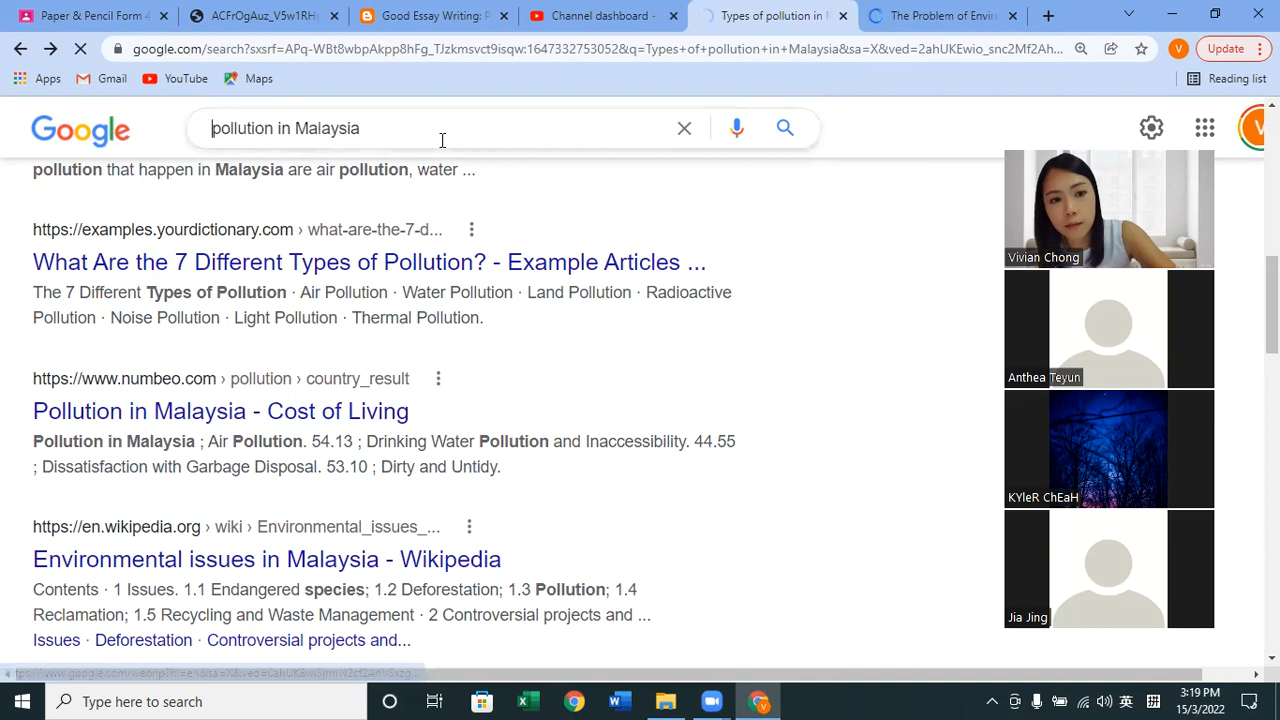 Paper & Pencil Form 4
ACFrOgAuz_V5w1RHy
Good Essay Writing: P
Channel dashboard -
Types of pollution in M
The Problem of Envir
google.com/search?sxsrf=APq-WBt8wbpAkpp8hFg_TJzkmsvct9isqw:1647332753052&q=Types+of+pollution+in+Malaysia&sa=X&ved=2ahUKEwio_snc2Mf2Ah...
V
Update
Apps
Gmail
YouTube
Maps
Reading list
Google
pollution in Malaysia
pollution that happen in Malaysia are air pollution, water ...
https://examples.yourdictionary.com › what-are-the-7-d...
What Are the 7 Different Types of Pollution? - Example Articles ...
The 7 Different Types of Pollution · Air Pollution · Water Pollution · Land Pollution · Radioactive
Pollution · Noise Pollution · Light Pollution · Thermal Pollution.
https://www.numbeo.com › pollution › country_result
Pollution in Malaysia - Cost of Living
Pollution in Malaysia ; Air Pollution. 54.13 ; Drinking Water Pollution and Inaccessibility. 44.55
; Dissatisfaction with Garbage Disposal. 53.10 ; Dirty and Untidy.
https://en.wikipedia.org › wiki › Environmental_issues_...
Environmental issues in Malaysia - Wikipedia
Contents · 1 Issues. 1.1 Endangered species; 1.2 Deforestation; 1.3 Pollution; 1.4
Reclamation; 1.5 Recycling and Waste Management · 2 Controversial projects and ...
Issues · Deforestation · Controversial projects and...
Vivian Chong
Anthea Teyun
KYleR ChEaH
Jia Jing
Type here to search
英
3:19 PM
15/3/2022